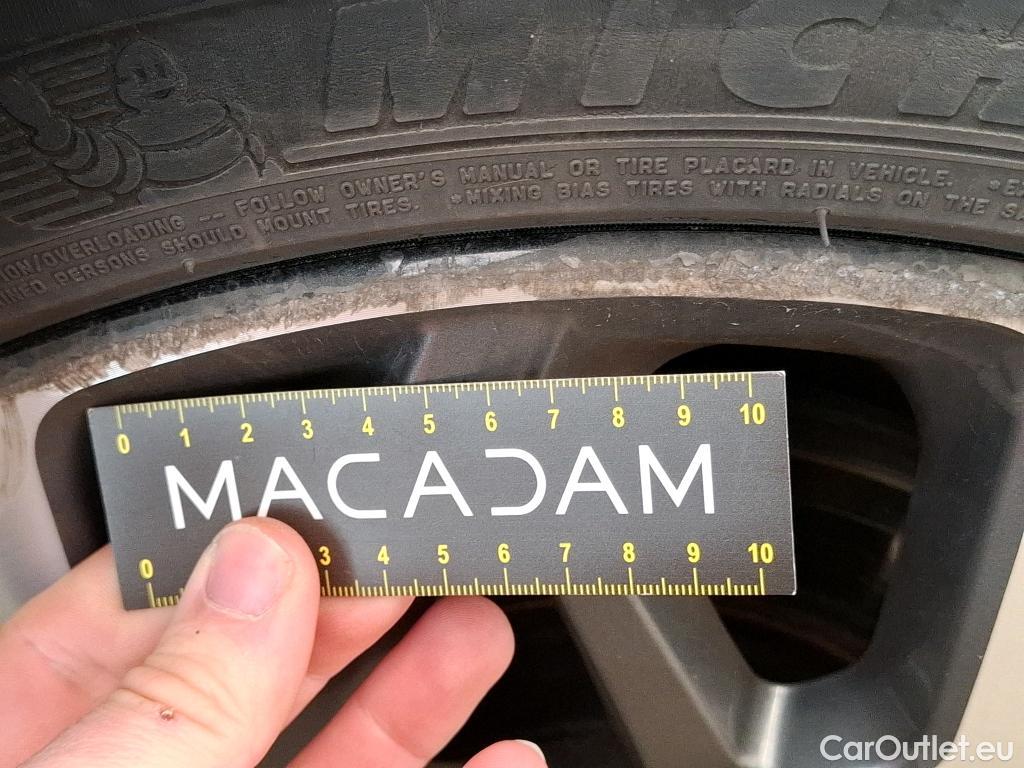 MICH
FOLLOW OWNER'S MANUAL OR TIRE PLACARD IN VEHICLE.
ION/OVERLOADING -- 
SHOULD MOUNT TIRES. *MIXING BIAS TIRES WITH RADIALS ON THE SA
INED PERSONS
0 1 2 3 4 5 6 7 8 9 10
MACADAM
0 3 4 5 6 7 8 9 10
CarOutlet.eu